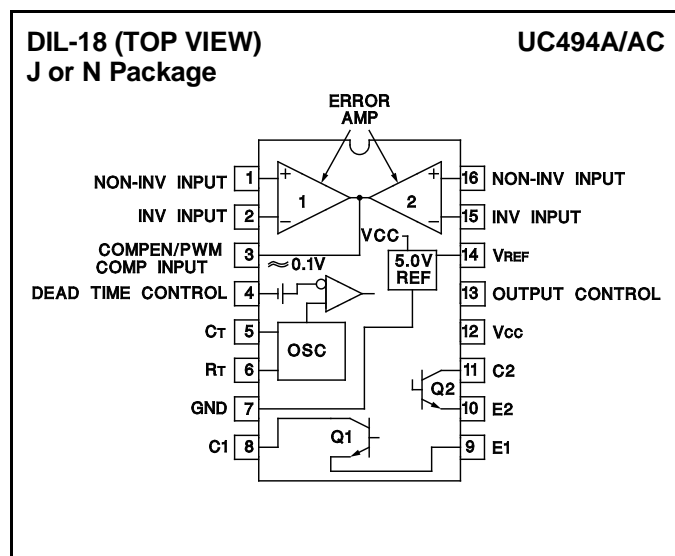 DIL-18 (TOP VIEW) UC494A/AC
J or N Package
ERROR
AMP
NON-INV INPUT 1 + 1 2 + 16 NON-INV INPUT
INV INPUT 2 − − 15 INV INPUT
COMPEN/PWM
COMP INPUT 3 ≈0.1V VCC 5.0V
REF 14 VREF
DEAD TIME CONTROL 4 13 OUTPUT CONTROL
CT 5 OSC 12 Vcc
RT 6 Q2 11 C2
GND 7 10 E2
C1 8 Q1 9 E1